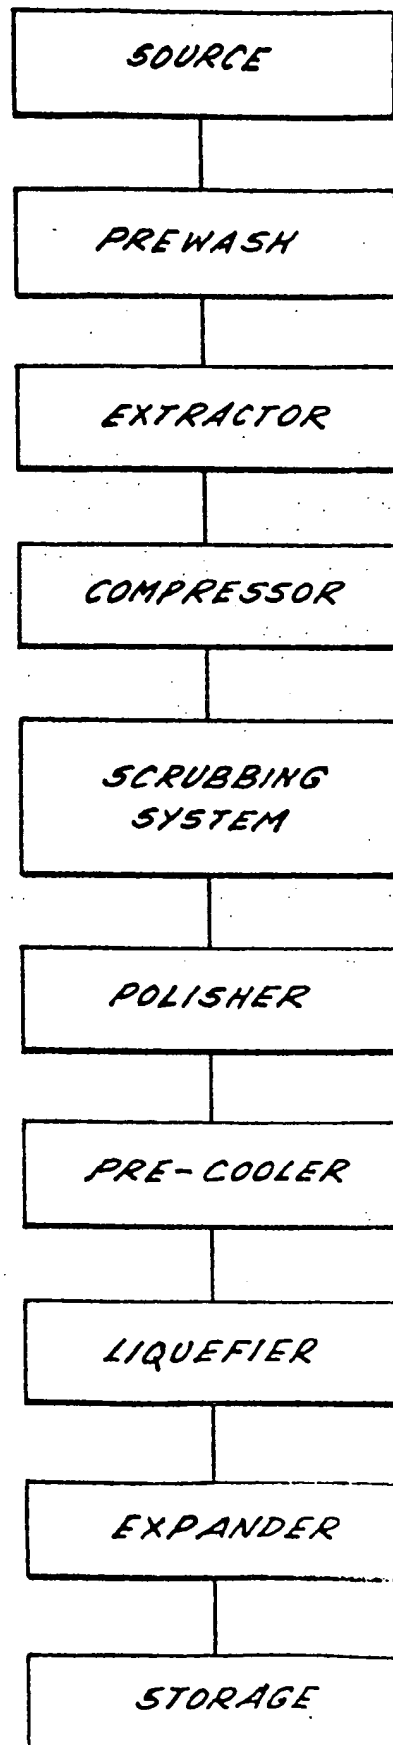 SOURCE
PREWASH
EXTRACTOR
COMPRESSOR
SCRUBBING
SYSTEM
POLISHER
PRE-COOLER
LIQUEFIER
EXPANDER
STORAGE